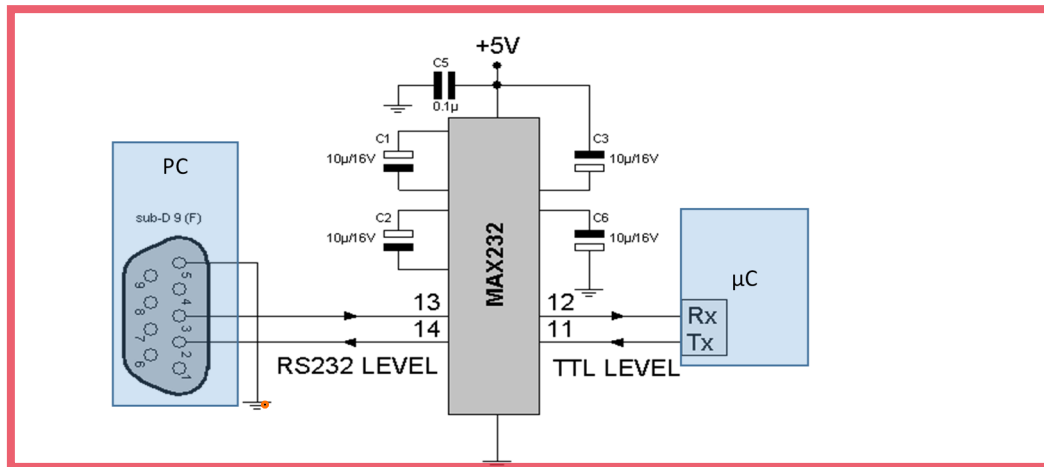 +5V
C5
0.1µ
C1
10µ/16V
C3
10µ/16V
PC
sub-D 9 (F)
C2
10µ/16V
C6
10µ/16V
MAX232
µC
5
9
4
8
3
7
2
6
1
13
12
Rx
14
11
Tx
RS232 LEVEL
TTL LEVEL